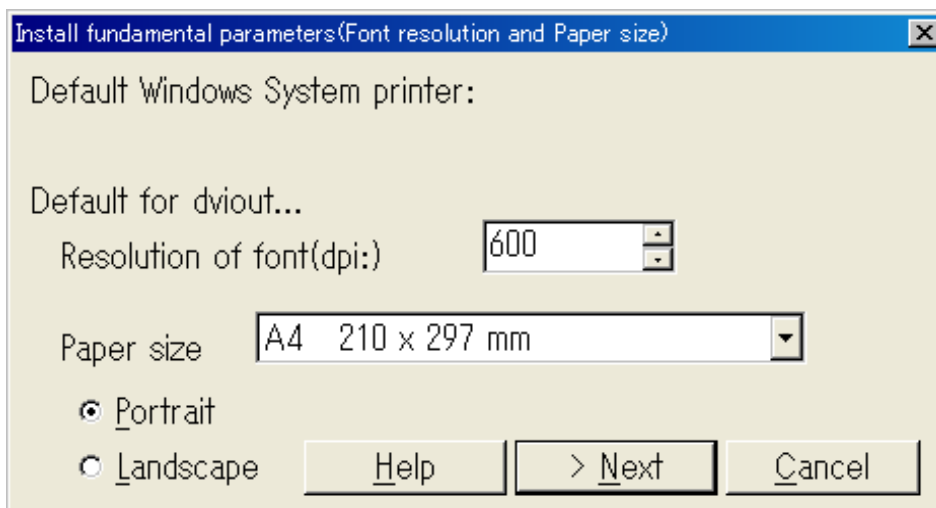 Install fundamental parameters(Font resolution and Paper size)
Default Windows System printer:
Default for dviout...
Resolution of font(dpi:) 600
Paper size A4 210 x 297 mm
Portrait
Landscape Help > Next Cancel